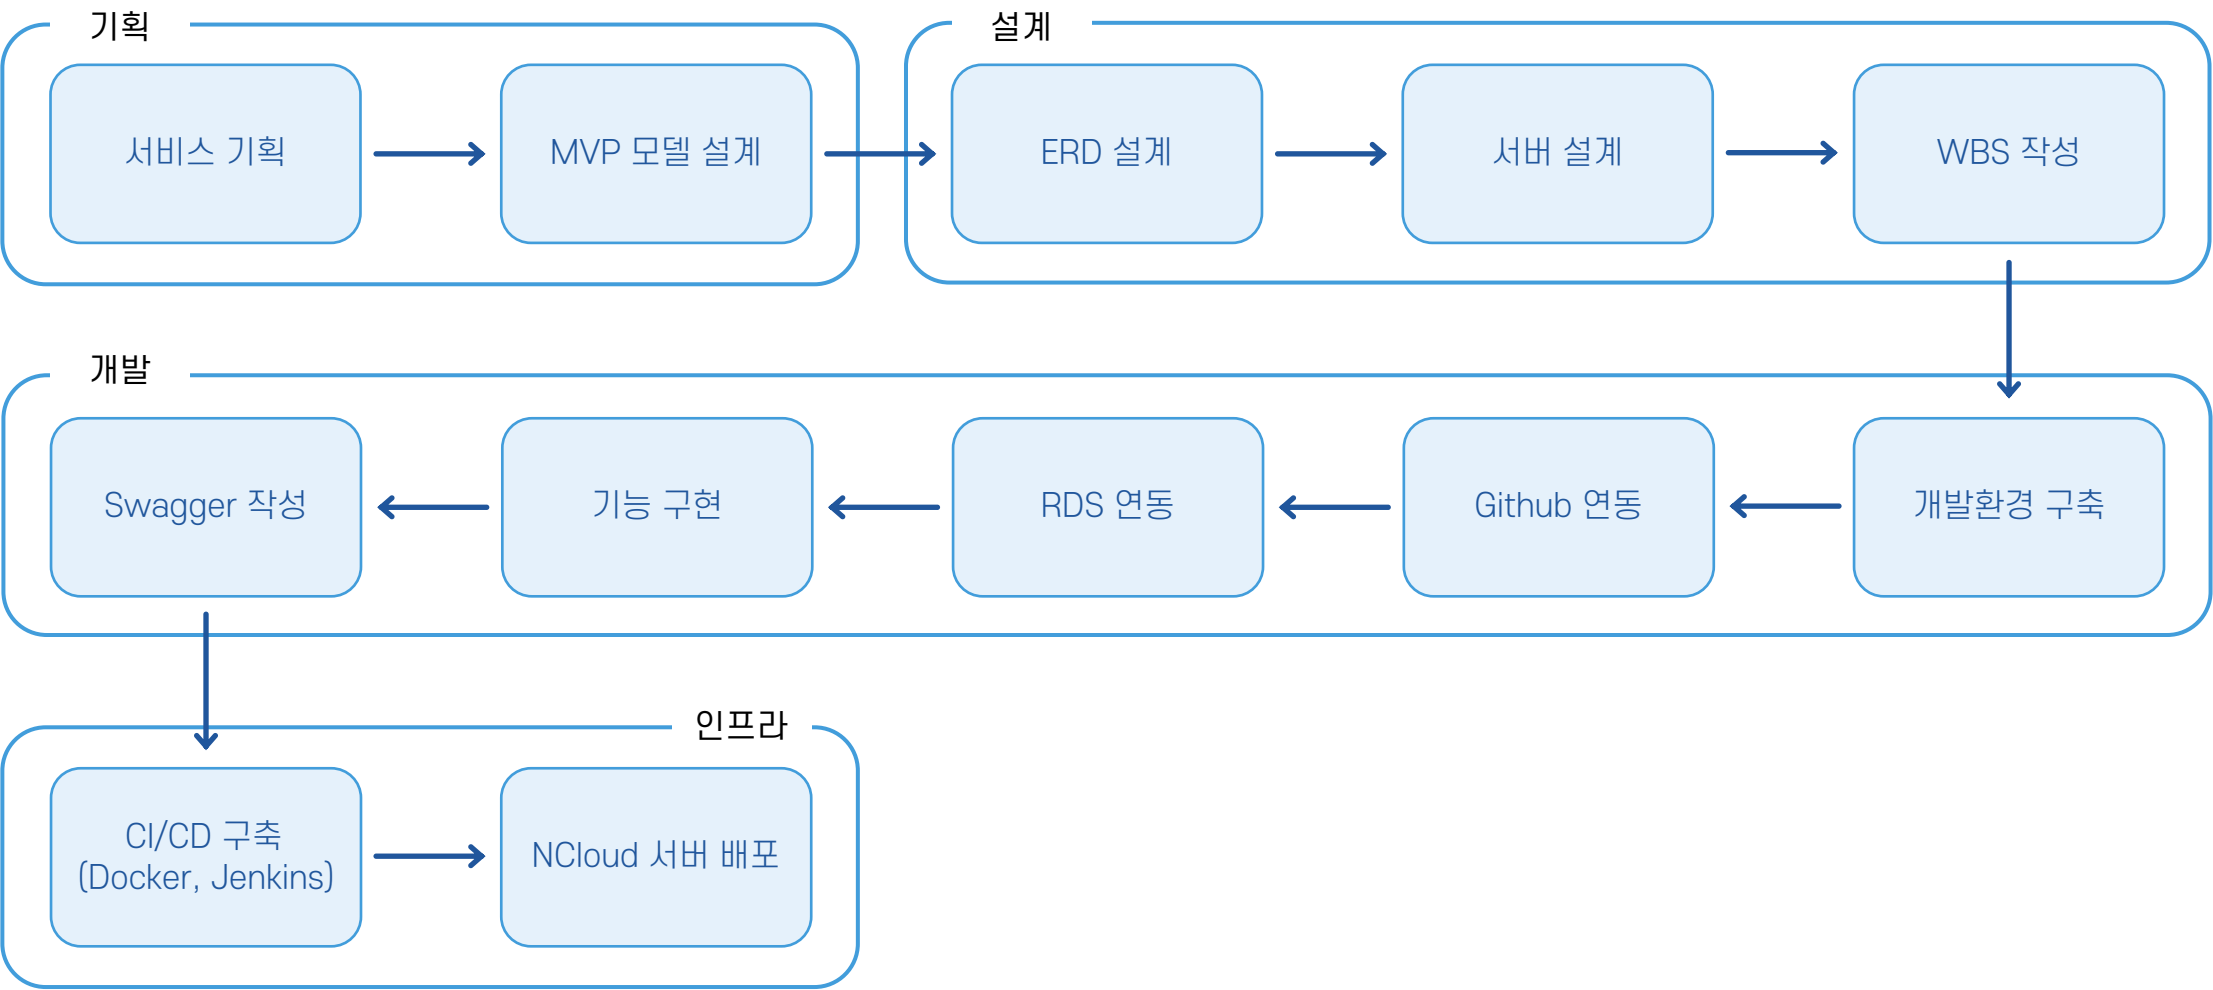 기획
서비스 기획
MVP 모델 설계
설계
ERD 설계
서버 설계
WBS 작성
개발
개발환경 구축
Github 연동
RDS 연동
기능 구현
Swagger 작성
인프라
CI/CD 구축
(Docker, Jenkins)
NCloud 서버 배포